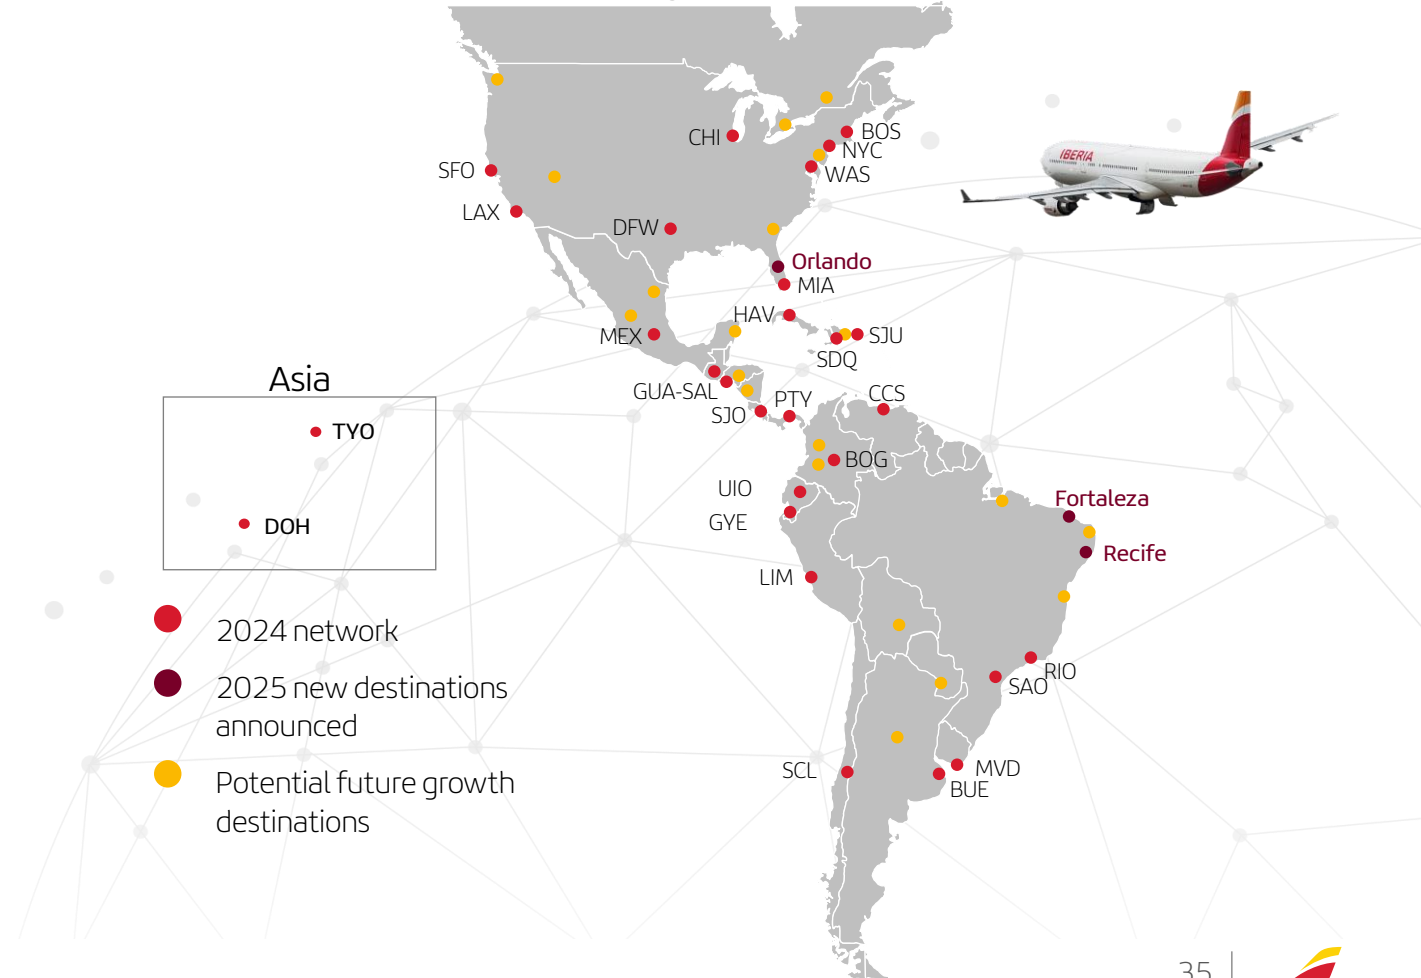 CHI
BOS
NYC
WAS
IBERIA
SFO
LAX
DFW
Orlando
MIA
HAV
MEX
SJU
SDQ
GUA-SAL
SJO
PTY
CCS
Asia
TYO
DOH
BOG
UIO
GYE
Fortaleza
Recife
LIM
RIO
SAO
SCL
MVD
BUE
2024 network
2025 new destinations
announced
Potential future growth
destinations
35